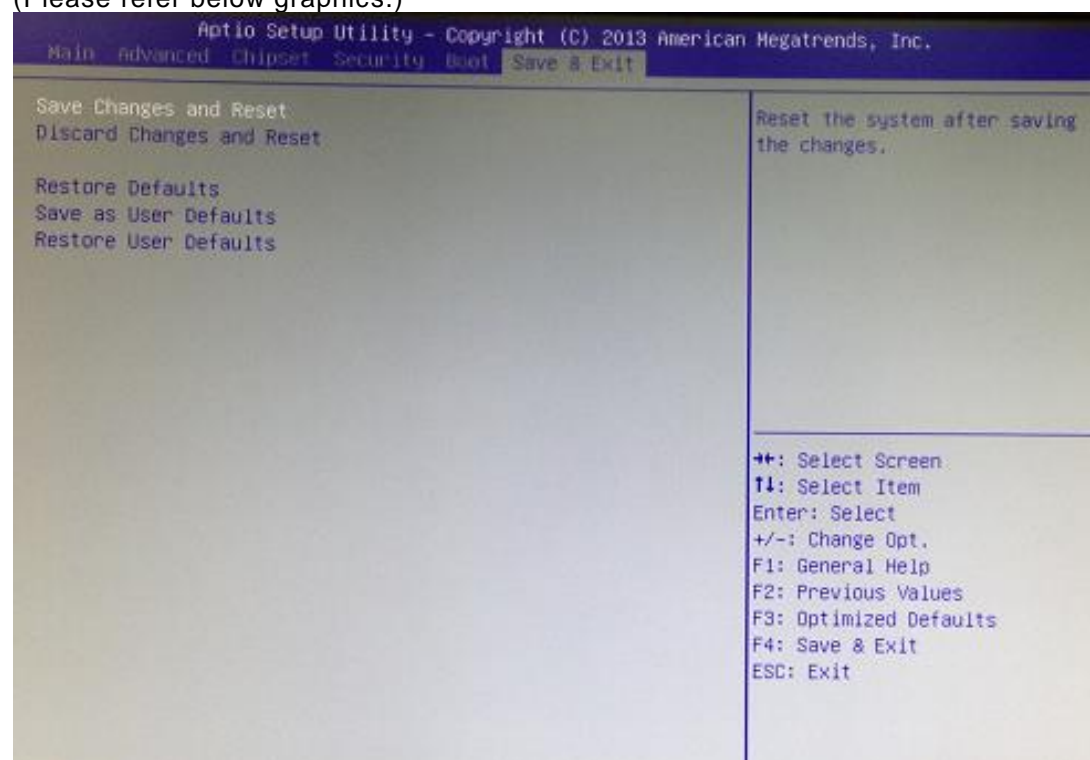 (Please refer below graphics.)
Aptio Setup Utility - Copyright (C) 2013 American Megatrends, Inc.
Main Advanced Chipset Security Boot Save & Exit
Save Changes and Reset
Discard Changes and Reset
Restore Defaults
Save as User Defaults
Restore User Defaults
Reset the system after saving
the changes.
→←: Select Screen
↑↓: Select Item
Enter: Select
+/-: Change Opt.
F1: General Help
F2: Previous Values
F3: Optimized Defaults
F4: Save & Exit
ESC: Exit